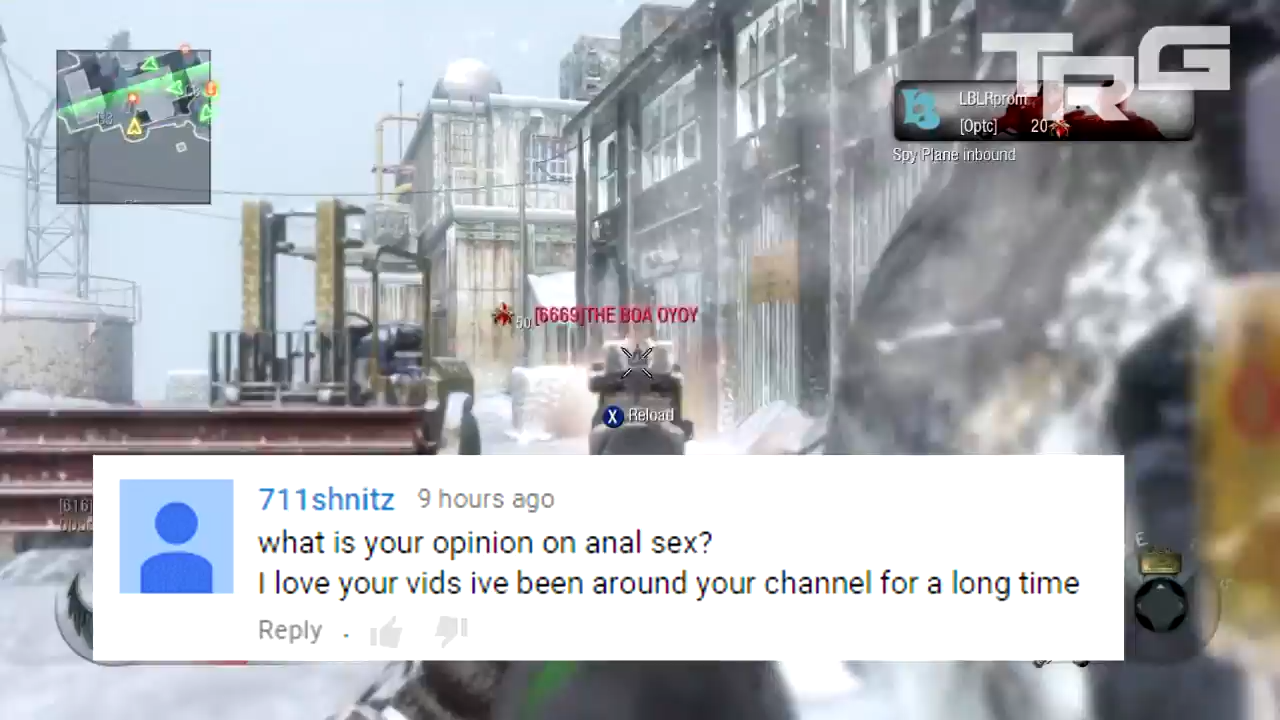 TRG
LBLRprom
[Optc] 20
Spy Plane inbound
50 [6669]THE BOA OYOY
X Reload
711shnitz 9 hours ago
what is your opinion on anal sex?
I love your vids ive been around your channel for a long time
Reply .